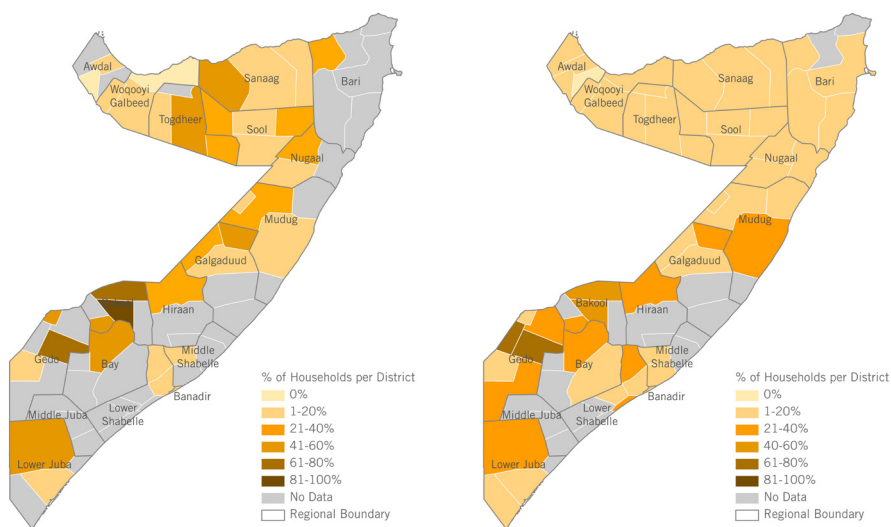 Awdal
Woqooyi
Galbeed
Togdheer
Sanaag
Sool
Bari
Nugaal
Mudug
Galgaduud
Hiraan
Gedo
Bay
Middle
Shabelle
Banadir
Lower
Shabelle
Middle Juba
Lower Juba
% of Households per District
0%
1-20%
21-40%
41-60%
61-80%
81-100%
No Data
Regional Boundary
Awdal
Woqooyi
Galbeed
Togdheer
Sanaag
Sool
Bari
Nugaal
Mudug
Galgaduud
Bakool
Hiraan
Gedo
Bay
Middle
Shabelle
Banadir
Lower
Shabelle
Middle Juba
Lower Juba
% of Households per District
0%
1-20%
21-40%
40-60%
61-80%
81-100%
No Data
Regional Boundary